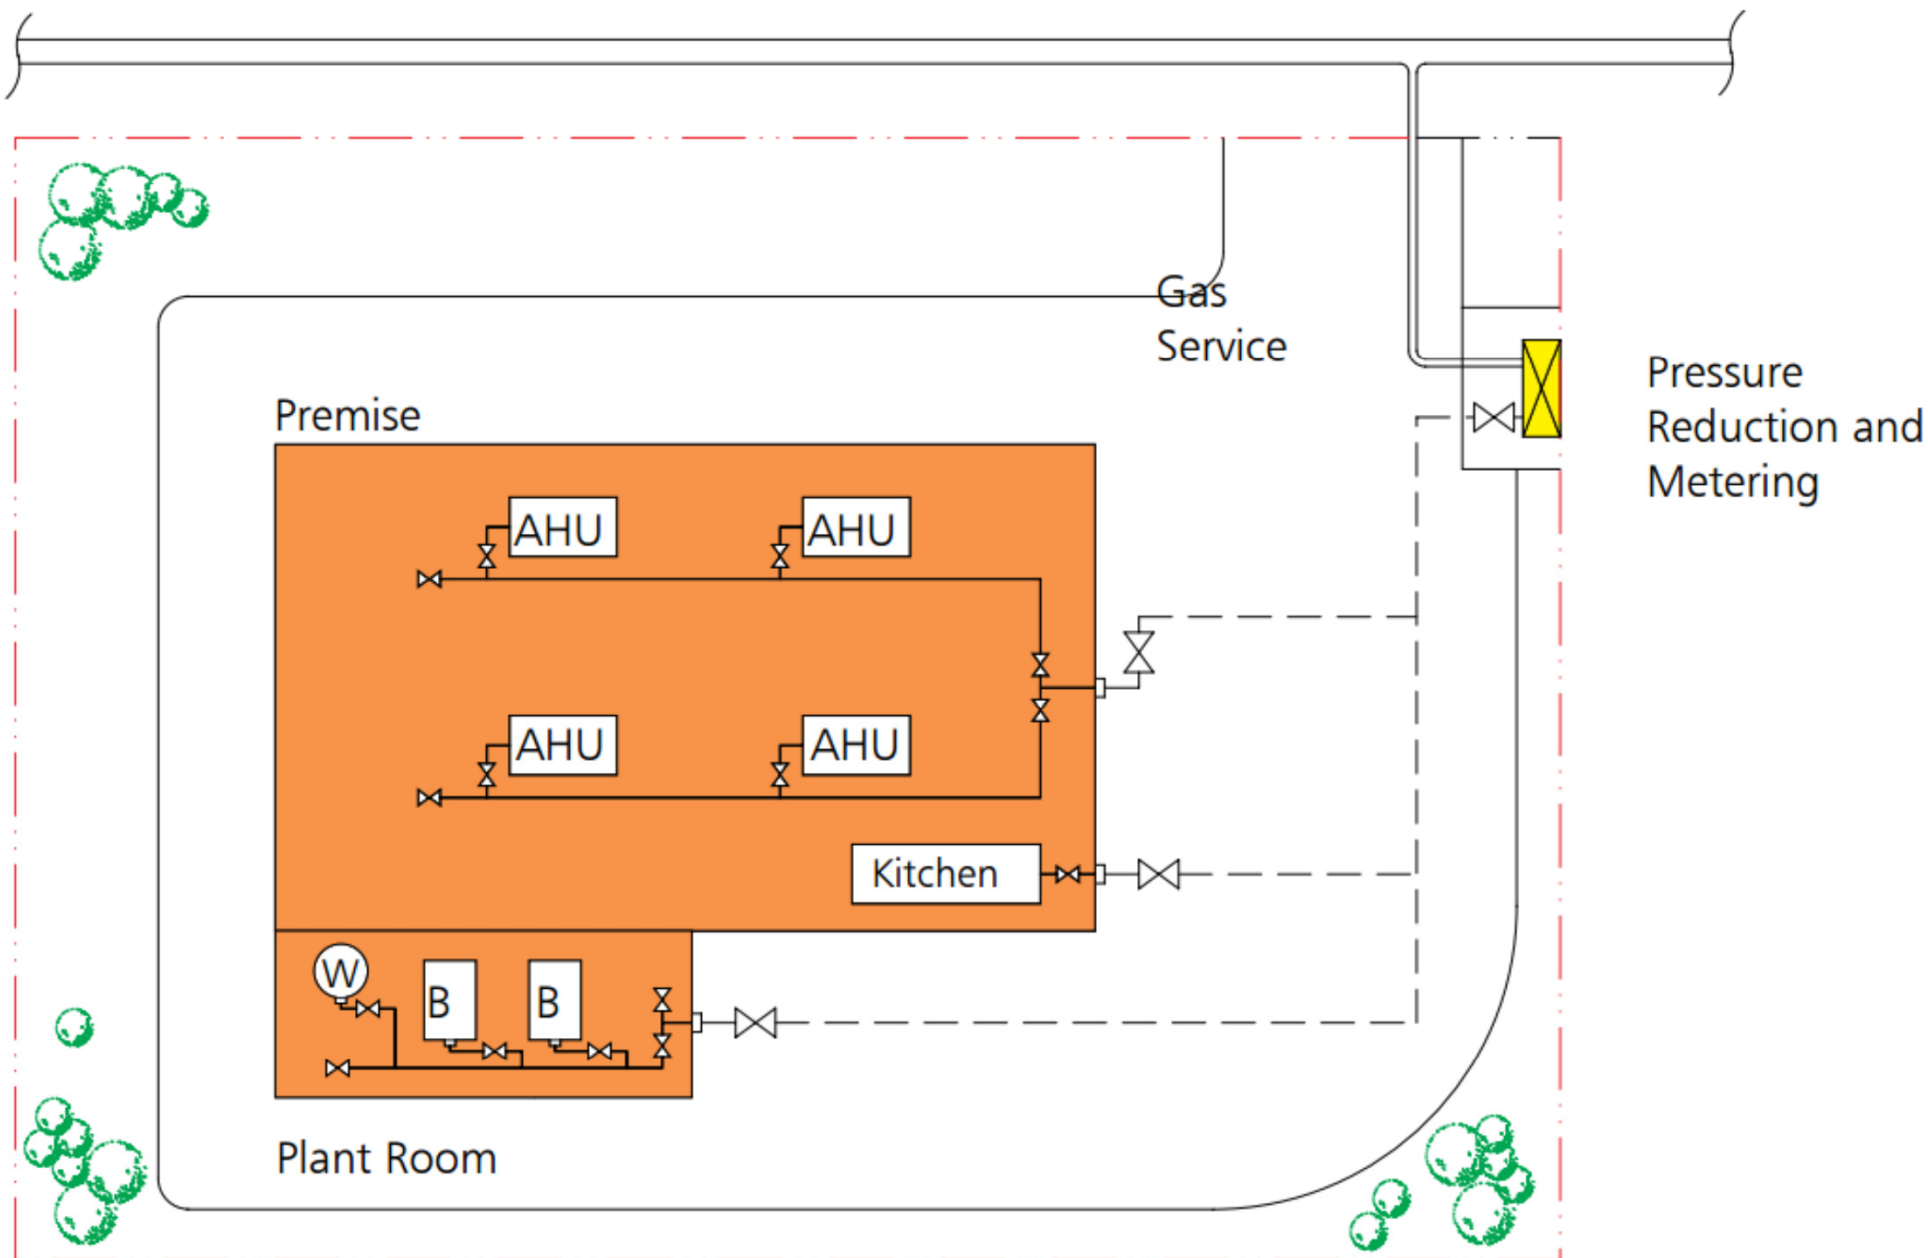 Gas
Service
Pressure
Reduction and
Metering
Premise
AHU
AHU
AHU
AHU
Kitchen
W
B
B
Plant Room